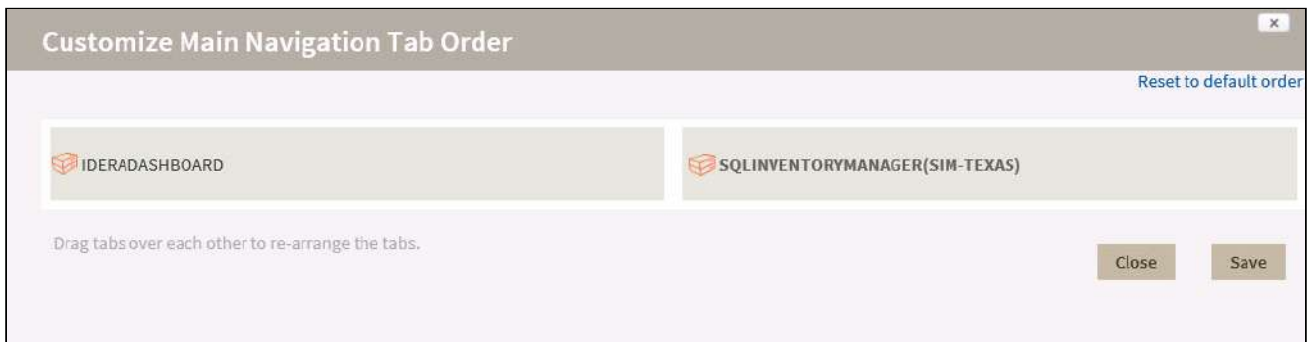 Customize Main Navigation Tab Order
x
Reset to default order
IDERADASHBOARD
SQLINVENTORYMANAGER(SIM-TEXAS)
Drag tabs over each other to re-arrange the tabs.
Close
Save